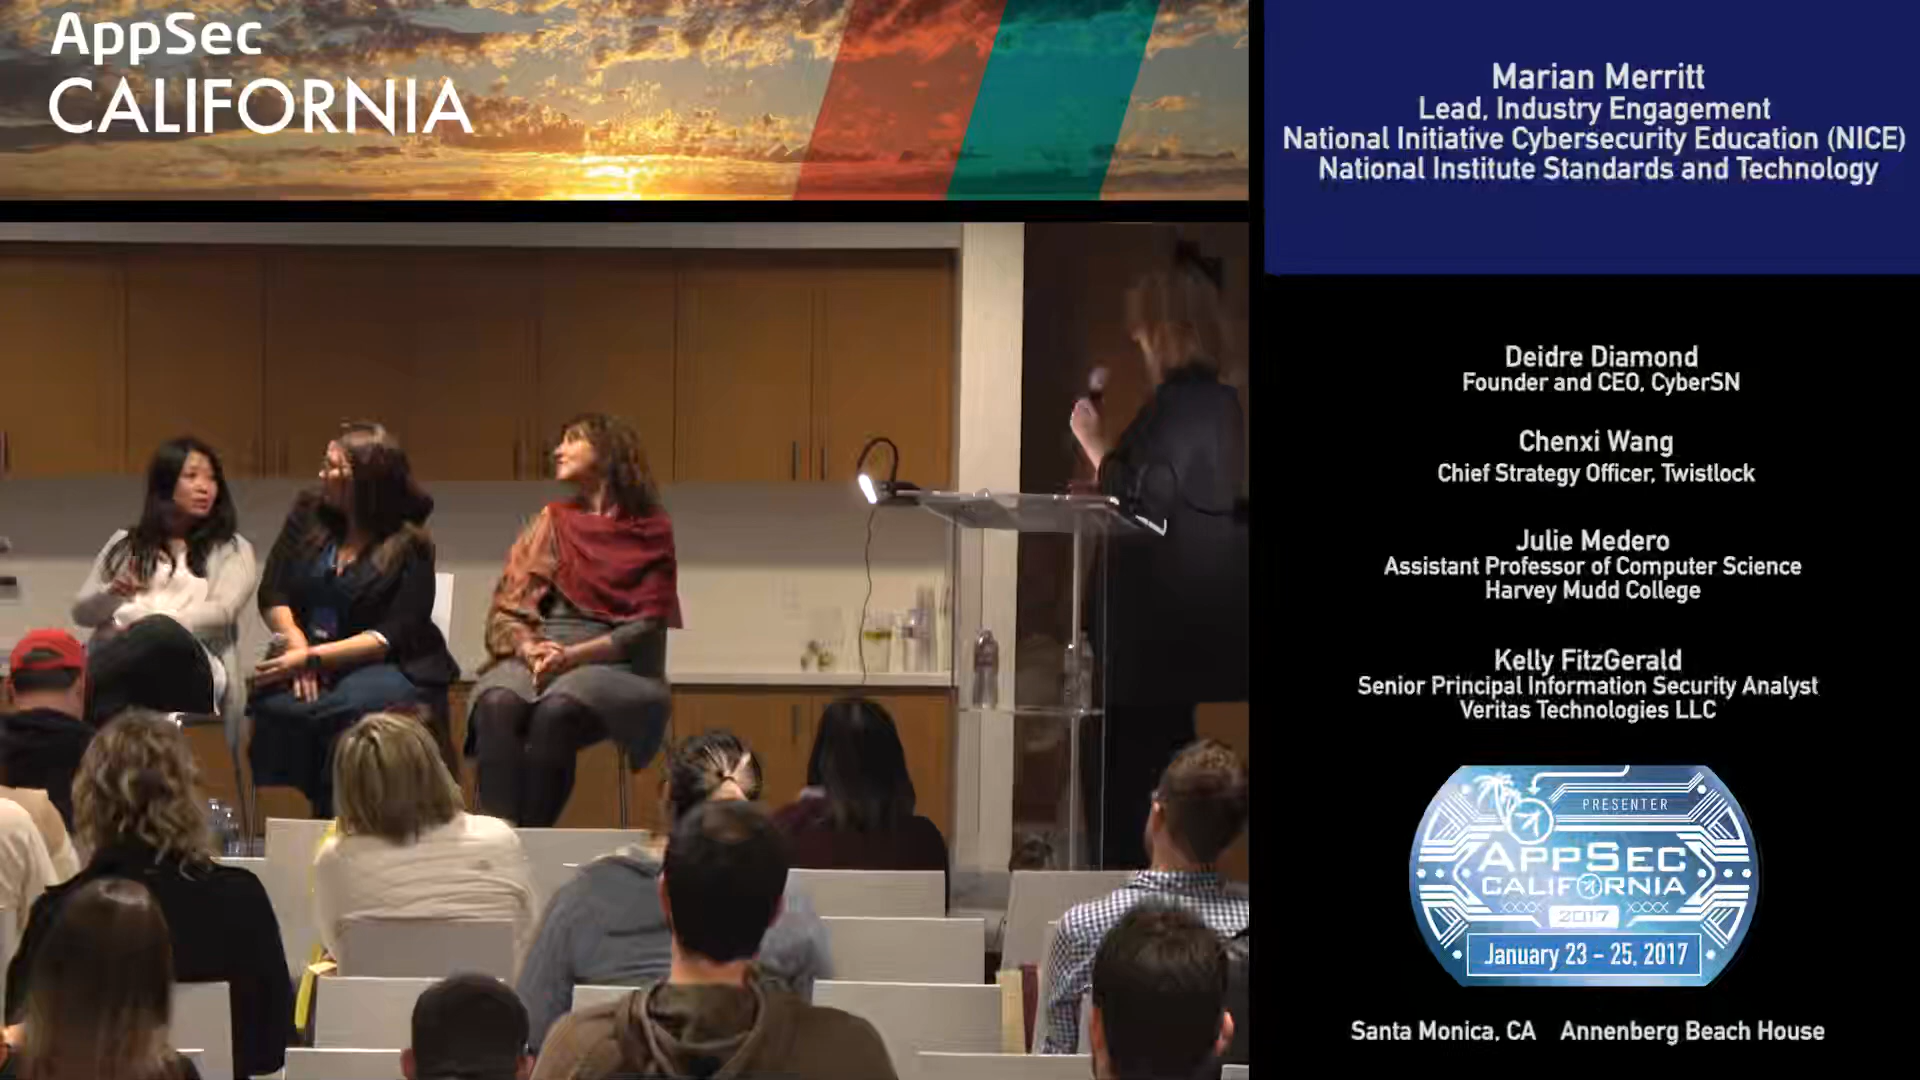 AppSec
CALIFORNIA
Marian Merritt
Lead, Industry Engagement
National Initiative Cybersecurity Education (NICE)
National Institute Standards and Technology
Deidre Diamond
Founder and CEO, CyberSN
Chenxi Wang
Chief Strategy Officer, Twistlock
Julie Medero
Assistant Professor of Computer Science
Harvey Mudd College
Kelly FitzGerald
Senior Principal Information Security Analyst
Veritas Technologies LLC
PRESENTER
APPSEC
CALIFORNIA
2017
January 23 – 25, 2017
Santa Monica, CA Annenberg Beach House